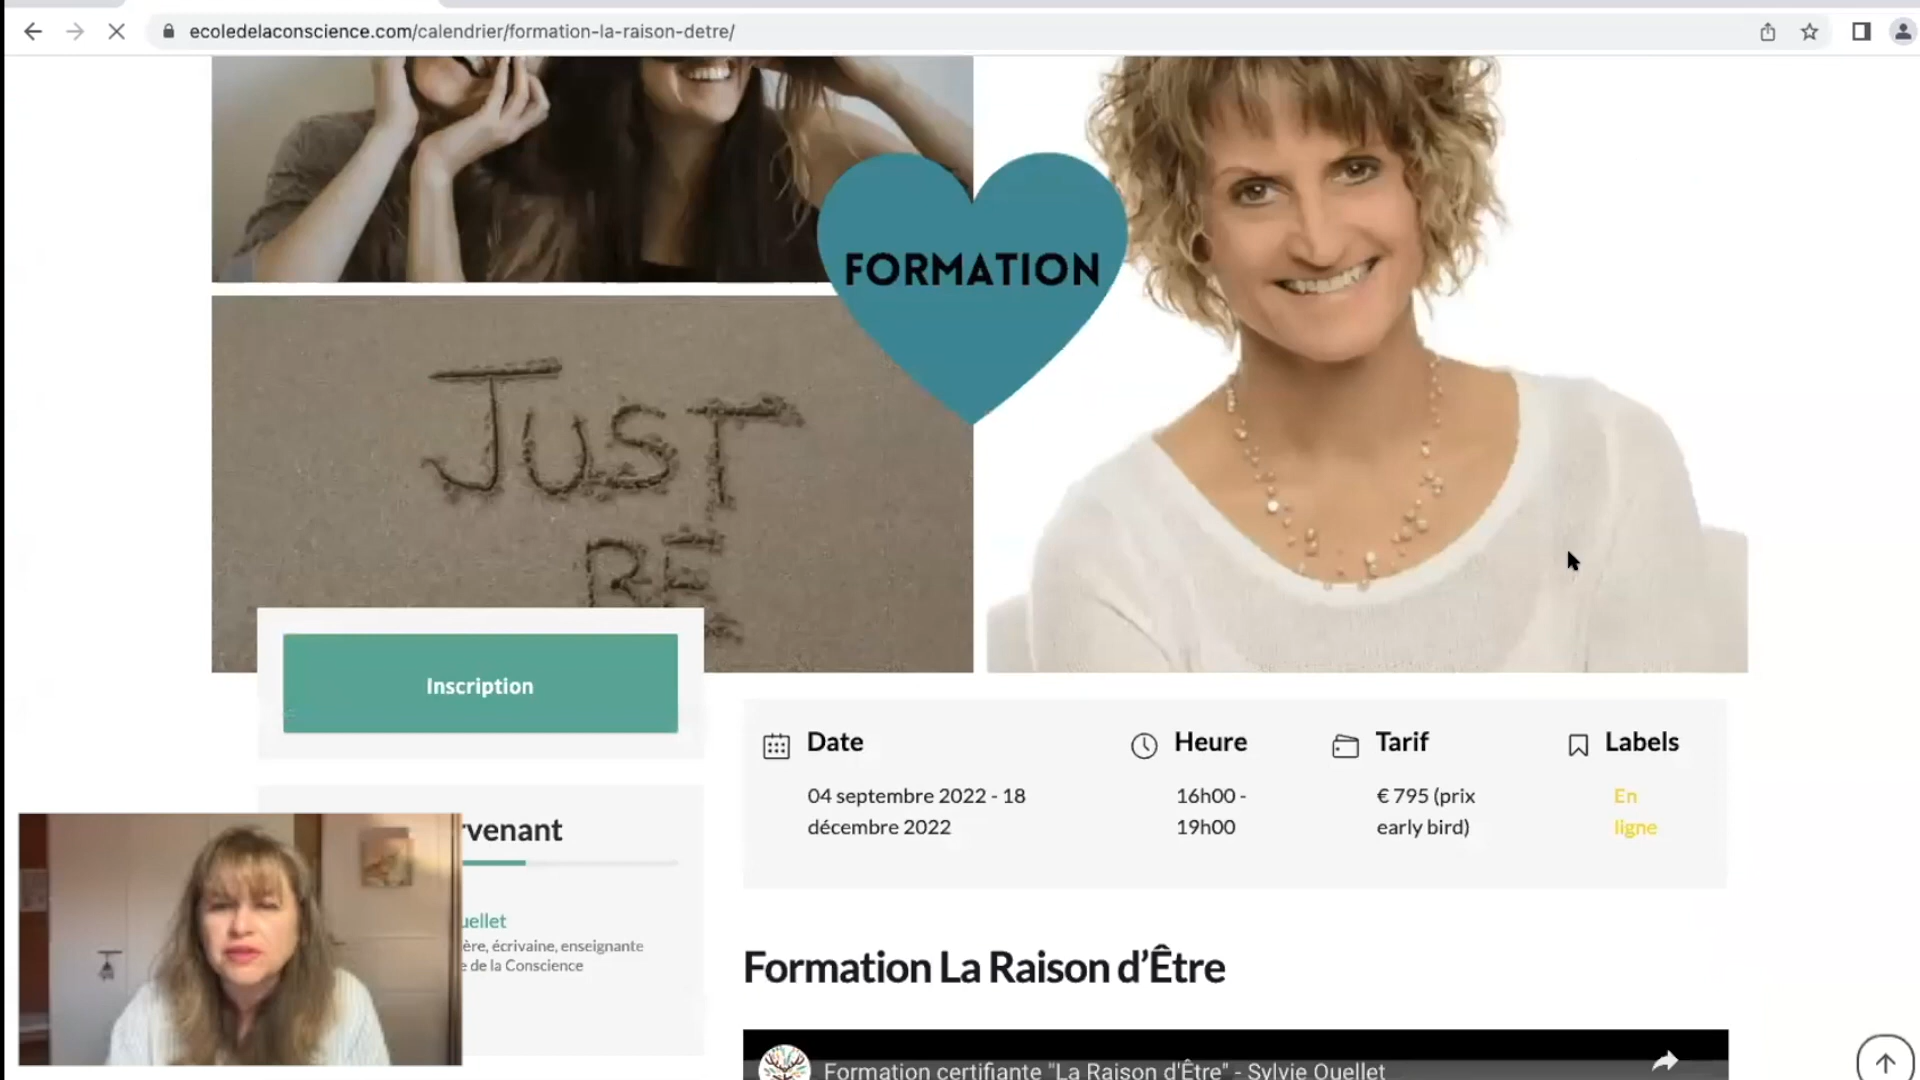 ecoledelaconscience.com/calendrier/formation-la-raison-detre/
FORMATION
JUST
BE
Inscription
Date
04 septembre 2022 - 18
décembre 2022
Heure
16h00 -
19h00
Tarif
€ 795 (prix
early bird)
Labels
En
ligne
rvenant
uellet
ère, écrivaine, enseignante
e de la Conscience
Formation La Raison d’Être
Formation certifiante "La Raison d'Être" - Sylvie Ouellet